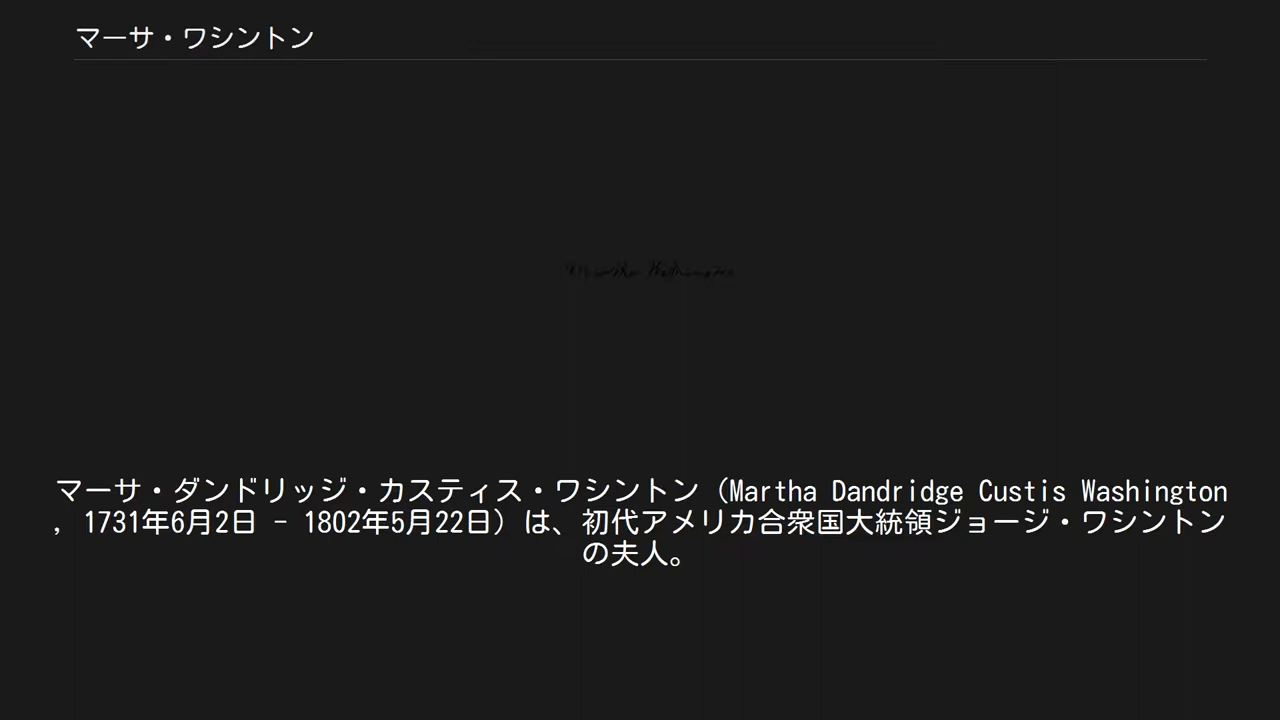 マーサ・ワシントン
Martha Washington
マーサ・ダンドリッジ・カスティス・ワシントン（Martha Dandridge Custis Washington
, 1731年6月2日 - 1802年5月22日）は、初代アメリカ合衆国大統領ジョージ・ワシントン
の夫人。